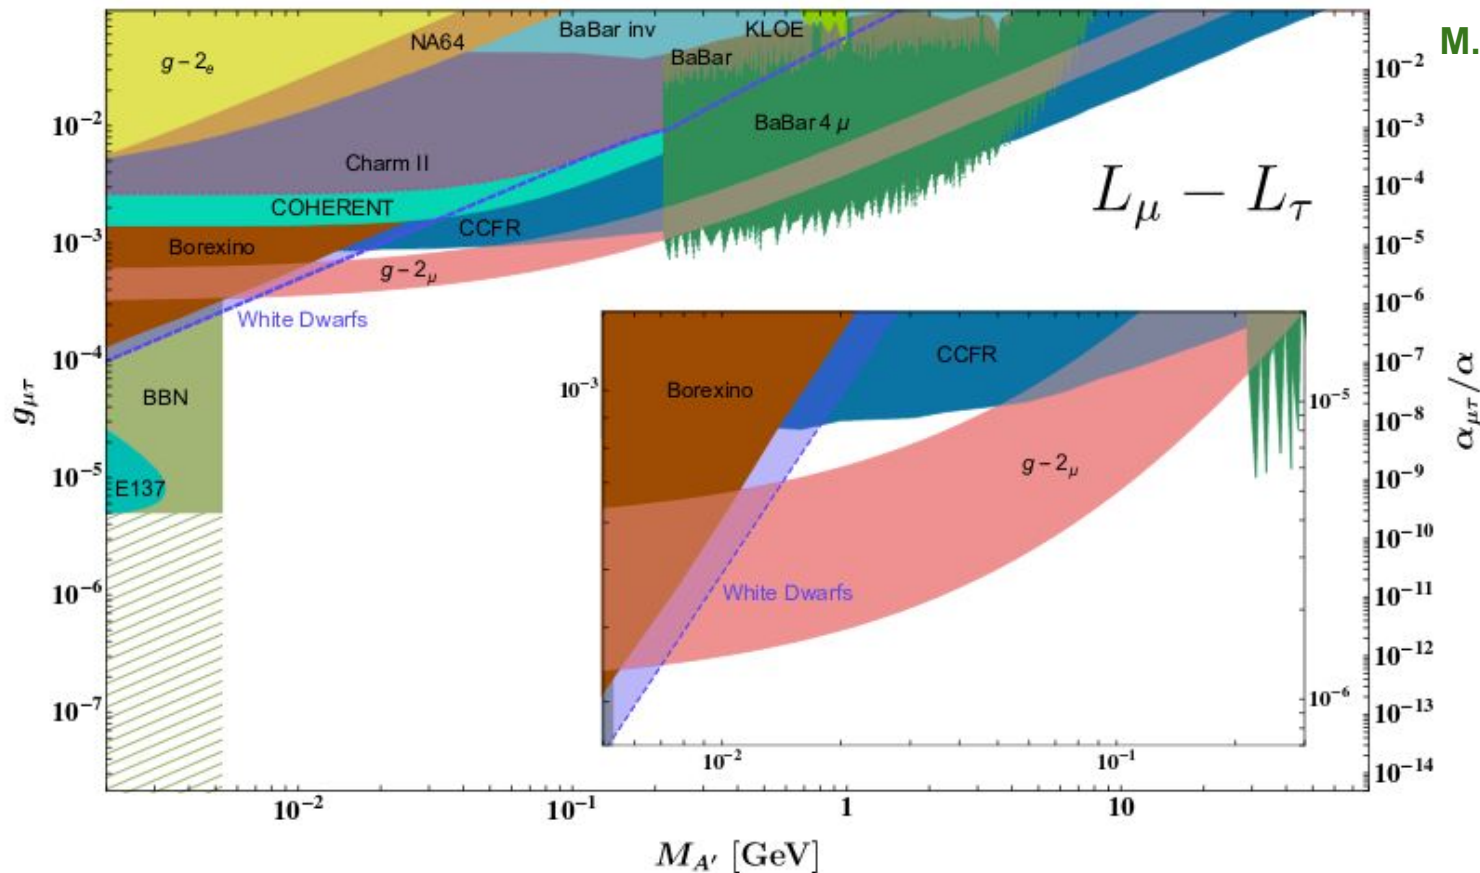 g − 2ₑ
NA64
BaBar inv
KLOE
BaBar
M.
BaBar 4 μ
Charm II
COHERENT
Borexino
CCFR
g − 2μ
White Dwarfs
BBN
E137
Lμ − Lτ
10⁻²
10⁻³
10⁻⁴
10⁻⁵
10⁻⁶
10⁻⁷
gμτ
10⁻²
10⁻³
10⁻⁴
10⁻⁵
10⁻⁶
10⁻⁷
10⁻⁸
10⁻⁹
10⁻¹⁰
10⁻¹¹
10⁻¹²
10⁻¹³
10⁻¹⁴
αμτ/α
10⁻³
Borexino
CCFR
g − 2μ
White Dwarfs
10⁻⁵
10⁻⁶
10⁻² 10⁻¹
10⁻² 10⁻¹ 1 10
M_A′ [GeV]